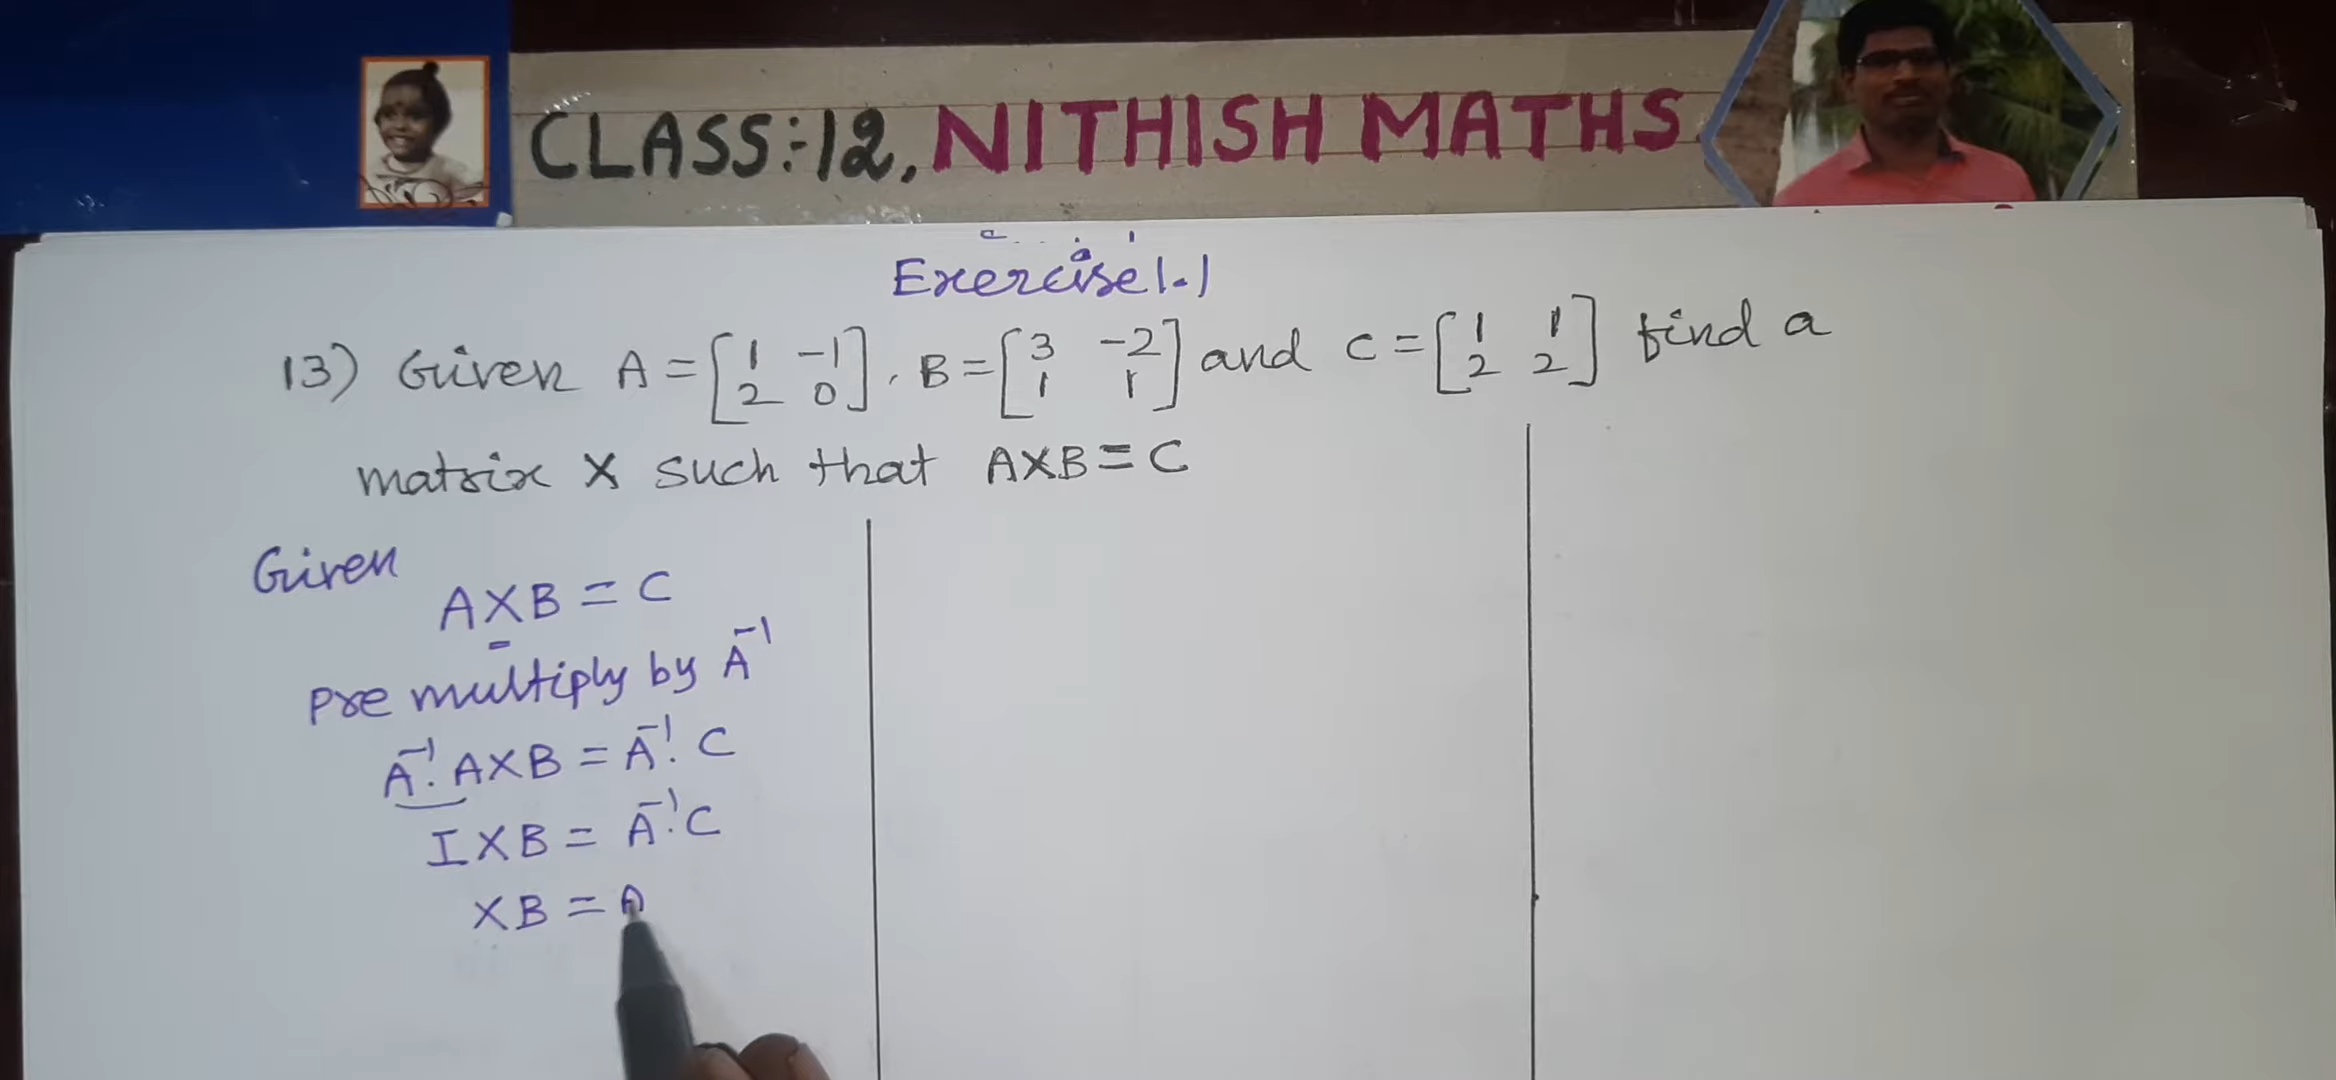 CLASS:-12, NITHISH MATHS
Exercise 1.1
13) Given A = [1 -1 2 0], B = [3 -2 1 1] and C = [1 1 2 2] find a
matrix X such that AXB = C
Given
AXB = C
Pre multiply by A⁻¹
A⁻¹. AXB = A⁻¹. C
IXB = A⁻¹. C
XB = A